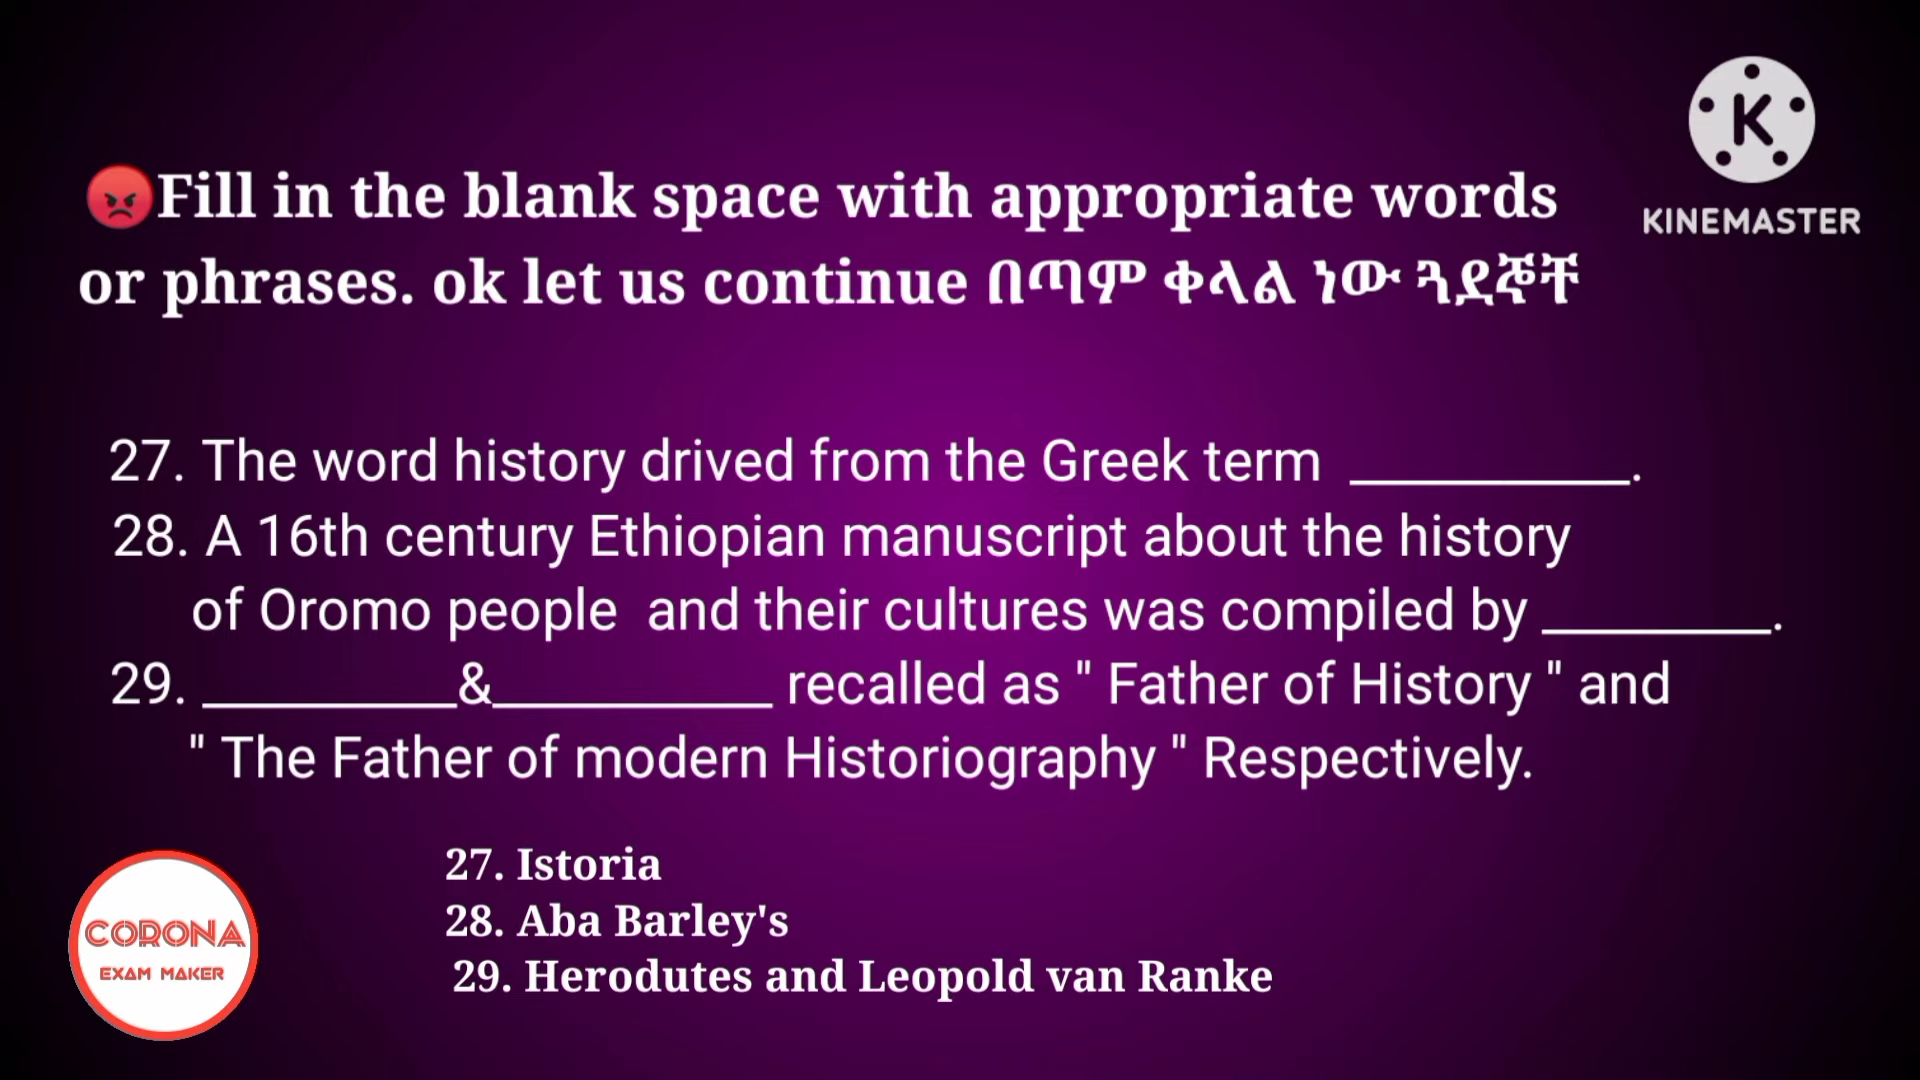 K
KINEMASTER
😡Fill in the blank space with appropriate words
or phrases. ok let us continue በጣም ቀላል ነው ጓደኞቸ
27. The word history drived from the Greek term __________.
28. A 16th century Ethiopian manuscript about the history
of Oromo people and their cultures was compiled by ________.
29. _________&__________ recalled as " Father of History " and
" The Father of modern Historiography " Respectively.
27. Istoria
28. Aba Barley's
29. Herodutes and Leopold van Ranke
CORONA
EXAM MAKER